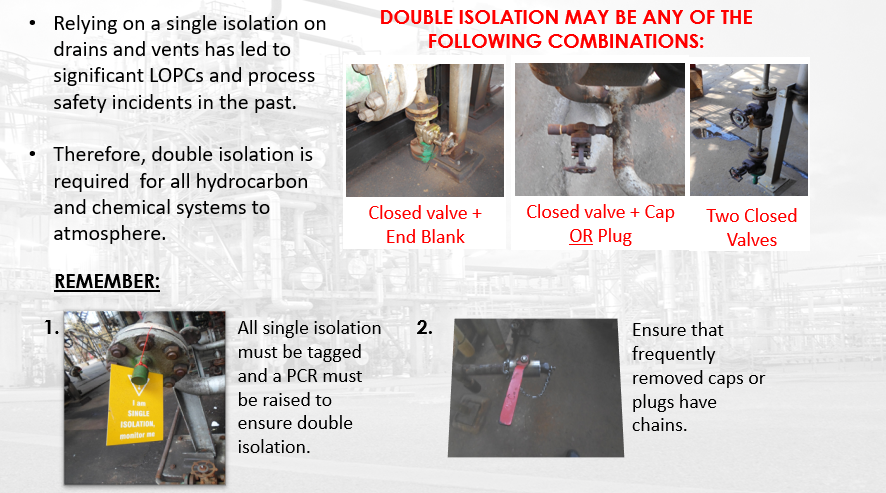 • Relying on a single isolation on
drains and vents has led to
significant LOPCs and process
safety incidents in the past.
• Therefore, double isolation is
required for all hydrocarbon
and chemical systems to
atmosphere.
DOUBLE ISOLATION MAY BE ANY OF THE
FOLLOWING COMBINATIONS:
Closed valve +
End Blank
Closed valve + Cap
OR Plug
Two Closed
Valves
REMEMBER:
1.
I am
SINGLE
ISOLATION,
monitor me
All single isolation
must be tagged
and a PCR must
be raised to
ensure double
isolation.
2.
Ensure that
frequently
removed caps or
plugs have
chains.